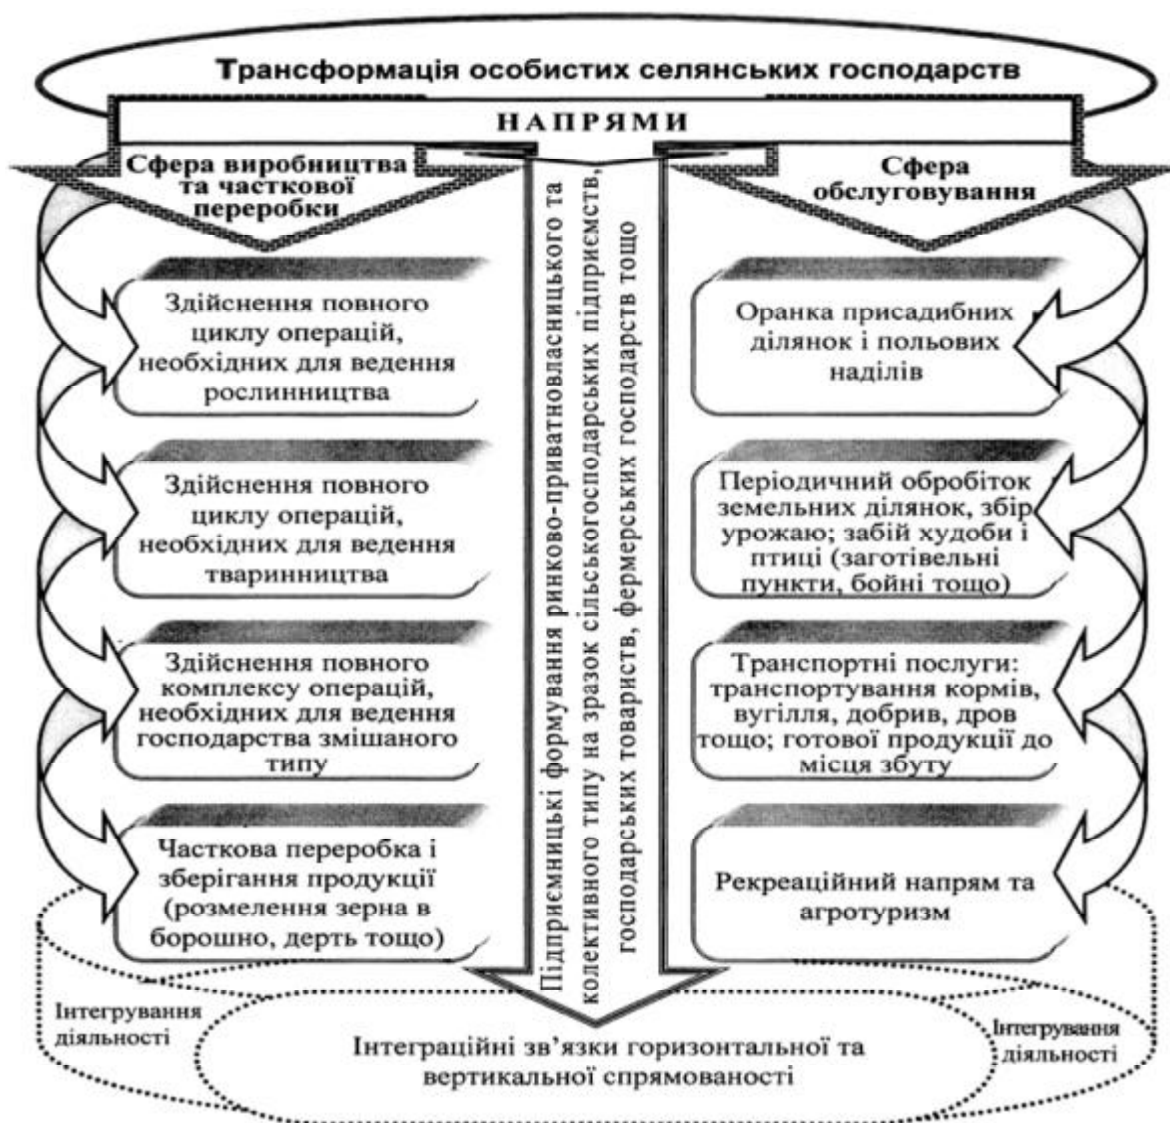 Трансформація особистих селянських господарств
НАПРЯМИ
Сфера виробництва
та часткової
переробки
Здійснення повного
циклу операцій,
необхідних для ведення
рослинництва
Здійснення повного
циклу операцій,
необхідних для ведення
тваринництва
Здійснення повного
комплексу операцій,
необхідних для ведення
господарства змішаного
типу
Часткова переробка і
зберігання продукції
(розмелення зерна в
борошно, дерть тощо)
Підприємницькі формування ринково-приватновласницького та
колективного типу на зразок сільськогосподарських підприємств,
господарських товариств, фермерських господарств тощо
Сфера
обслуговування
Оранка присадибних
ділянок і польових
наділів
Періодичний обробіток
земельних ділянок, збір
урожаю; забій худоби і
птиці (заготівельні
пункти, бойні тощо)
Транспортні послуги:
транспортування кормів,
вугілля, добрив, дров
тощо; готової продукції до
місця збуту
Рекреаційний напрям та
агротуризм
Інтегрування
діяльності
Інтеграційні зв’язки горизонтальної та
вертикальної спрямованості
Інтегрування
діяльності